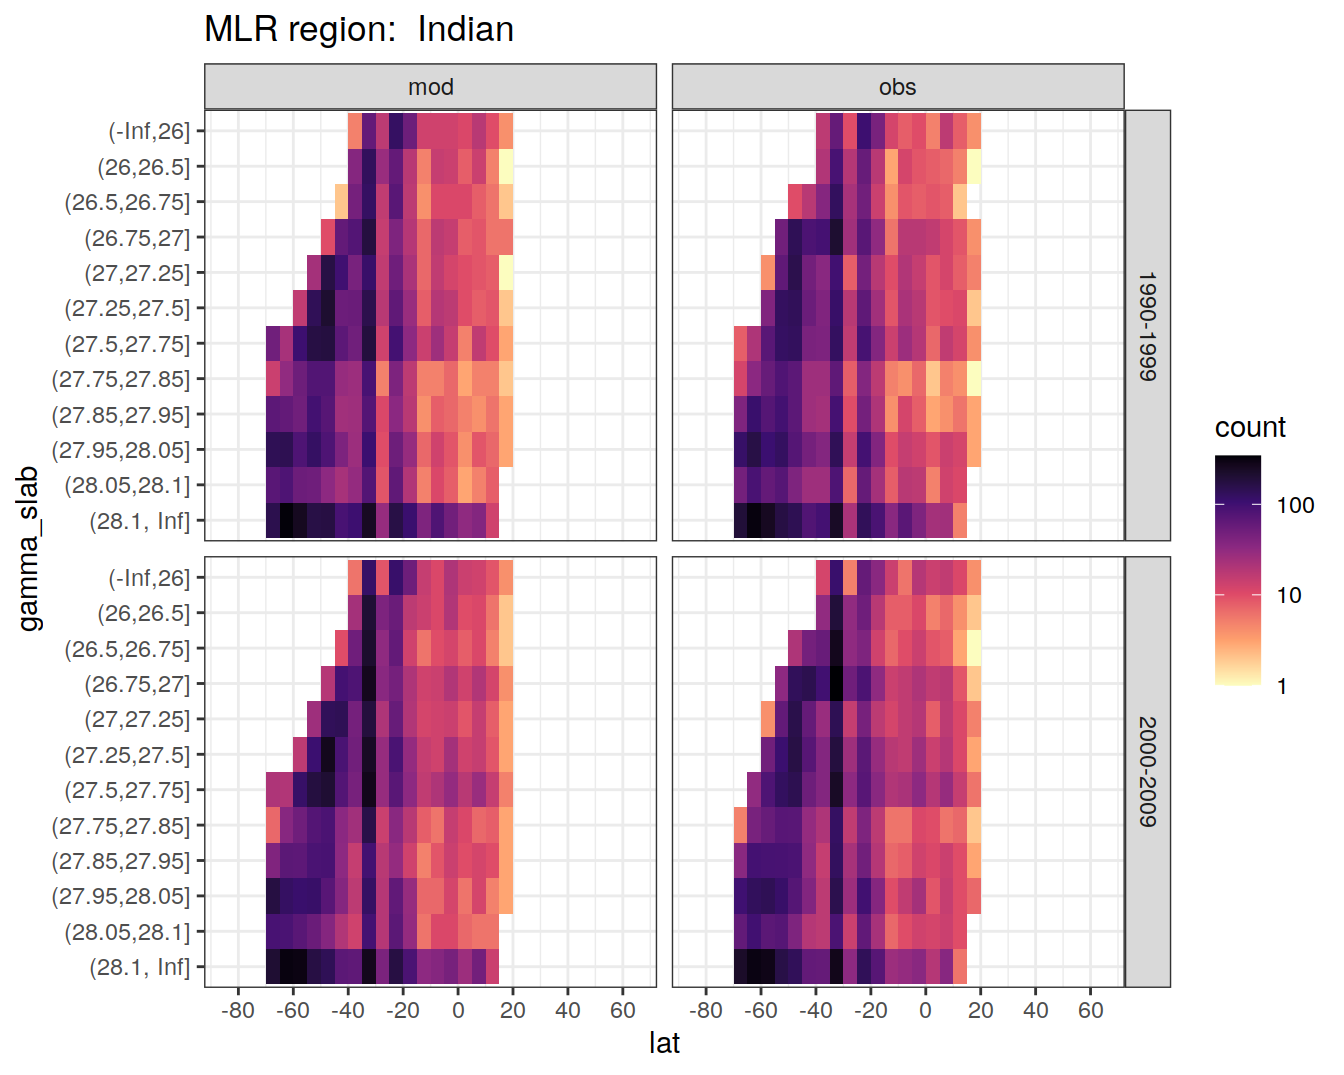 MLR region:  Indian
mod
obs
(-Inf,26]
(26,26.5]
(26.5,26.75]
(26.75,27]
(27,27.25]
(27.25,27.5]
(27.5,27.75]
(27.75,27.85]
(27.85,27.95]
(27.95,28.05]
(28.05,28.1]
(28.1, Inf]
1990-1999
(-Inf,26]
(26,26.5]
(26.5,26.75]
(26.75,27]
(27,27.25]
(27.25,27.5]
(27.5,27.75]
(27.75,27.85]
(27.85,27.95]
(27.95,28.05]
(28.05,28.1]
(28.1, Inf]
2000-2009
gamma_slab
-80 -60 -40 -20 0 20 40 60
-80 -60 -40 -20 0 20 40 60
lat
count
100
10
1